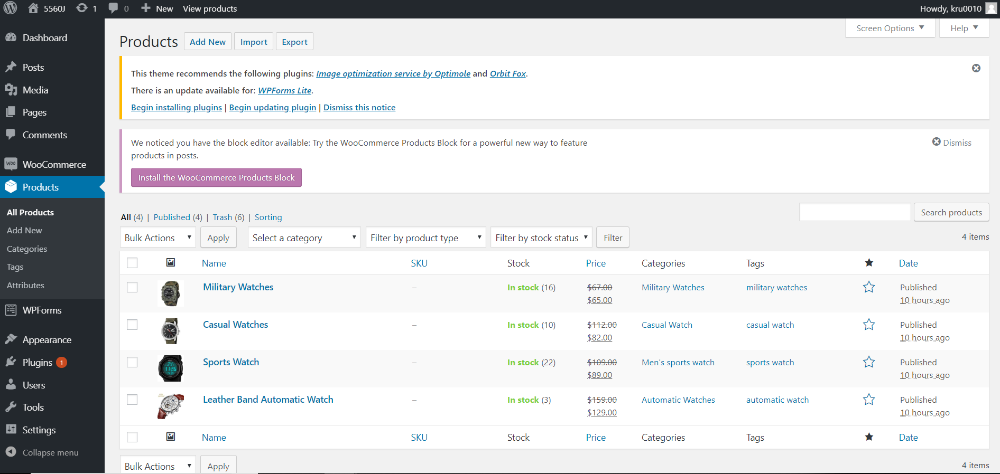 5560J 1 0 New View products Howdy, kru0010
Dashboard
Posts
Media
Pages
Comments
WooCommerce
Products
All Products
Add New
Categories
Tags
Attributes
WPForms
Appearance
Plugins 1
Users
Tools
Settings
Collapse menu
Screen Options Help
Products Add New Import Export
This theme recommends the following plugins: Image optimization service by Optimole and Orbit Fox.
There is an update available for: WPForms Lite.
Begin installing plugins | Begin updating plugin | Dismiss this notice
We noticed you have the block editor available: Try the WooCommerce Products Block for a powerful new way to feature
products in posts.
Dismiss
Install the WooCommerce Products Block
All (4) | Published (4) | Trash (6) | Sorting
Search products
Bulk Actions Apply Select a category Filter by product type Filter by stock status Filter
4 items
Name SKU Stock Price Categories Tags Date
Military Watches – In stock (16) $67.00 Military Watches military watches Published
$65.00 10 hours ago
Casual Watches – In stock (10) $112.00 Casual Watch casual watch Published
$82.00 10 hours ago
Sports Watch – In stock (22) $109.00 Men's sports watch sports watch Published
$89.00 10 hours ago
Leather Band Automatic Watch – In stock (3) $159.00 Automatic Watches automatic watch Published
$129.00 10 hours ago
Name SKU Stock Price Categories Tags Date
Bulk Actions Apply
4 items